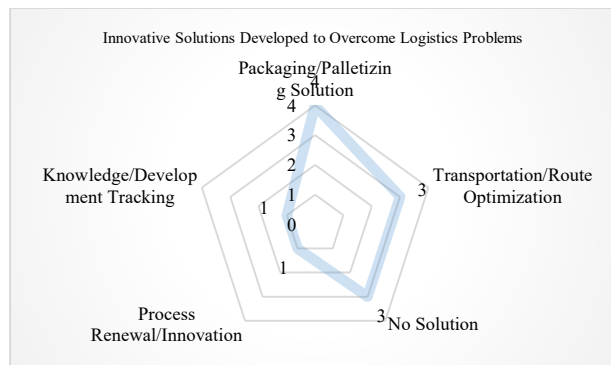 Innovative Solutions Developed to Overcome Logistics Problems
Packaging/Palletizin
g Solution
4
4
3
2
1
0
Knowledge/Develop
ment Tracking
1
Transportation/Route
Optimization
3
1
Process
Renewal/Innovation
3
No Solution